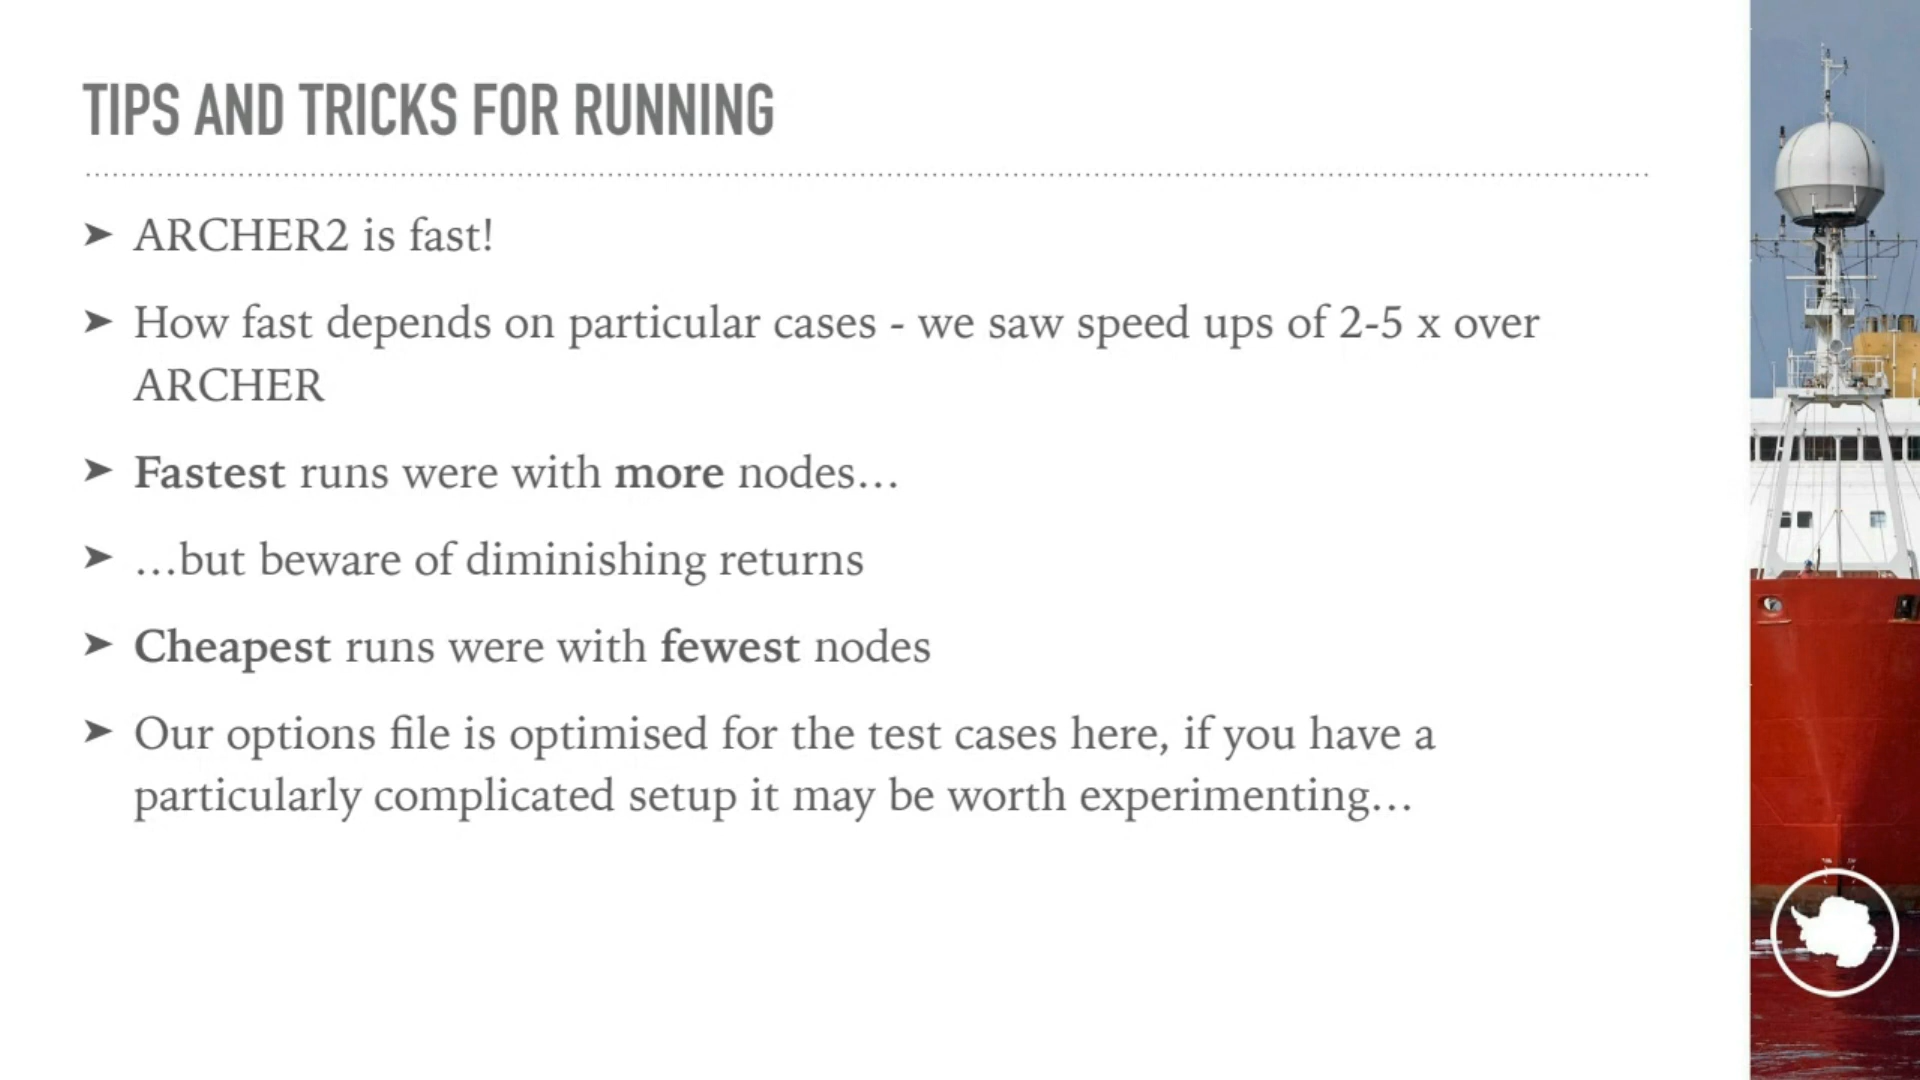 TIPS AND TRICKS FOR RUNNING
➤ ARCHER2 is fast!
➤ How fast depends on particular cases - we saw speed ups of 2-5 x over
ARCHER
➤ Fastest runs were with more nodes…
➤ …but beware of diminishing returns
➤ Cheapest runs were with fewest nodes
➤ Our options file is optimised for the test cases here, if you have a
particularly complicated setup it may be worth experimenting…